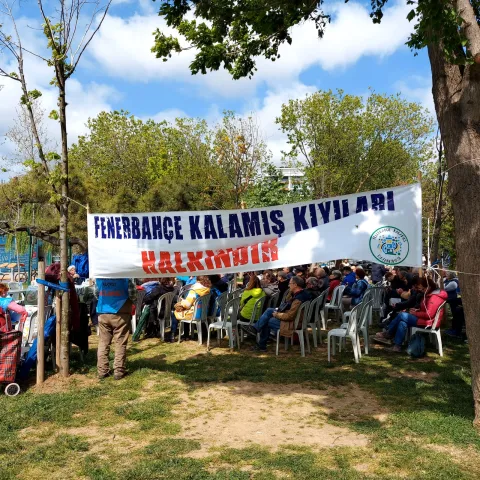 FENERBAHÇE KALAMIŞ KIYILARI
HALKINDIR